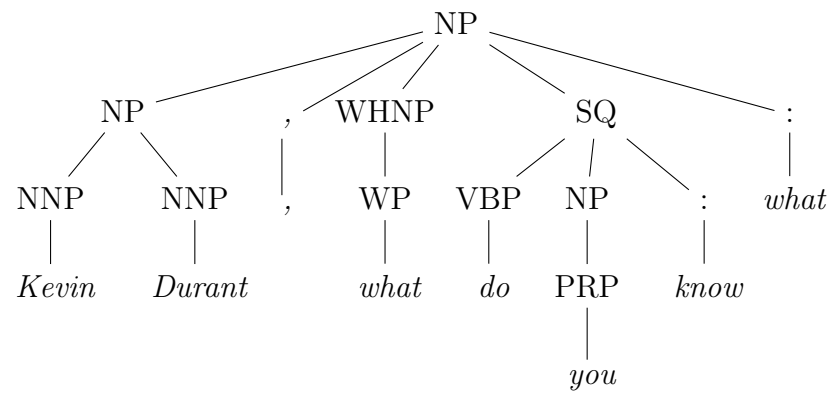 NP
NP , WHNP SQ :
NNP NNP , WP VBP NP : what
Kevin Durant what do PRP know
you